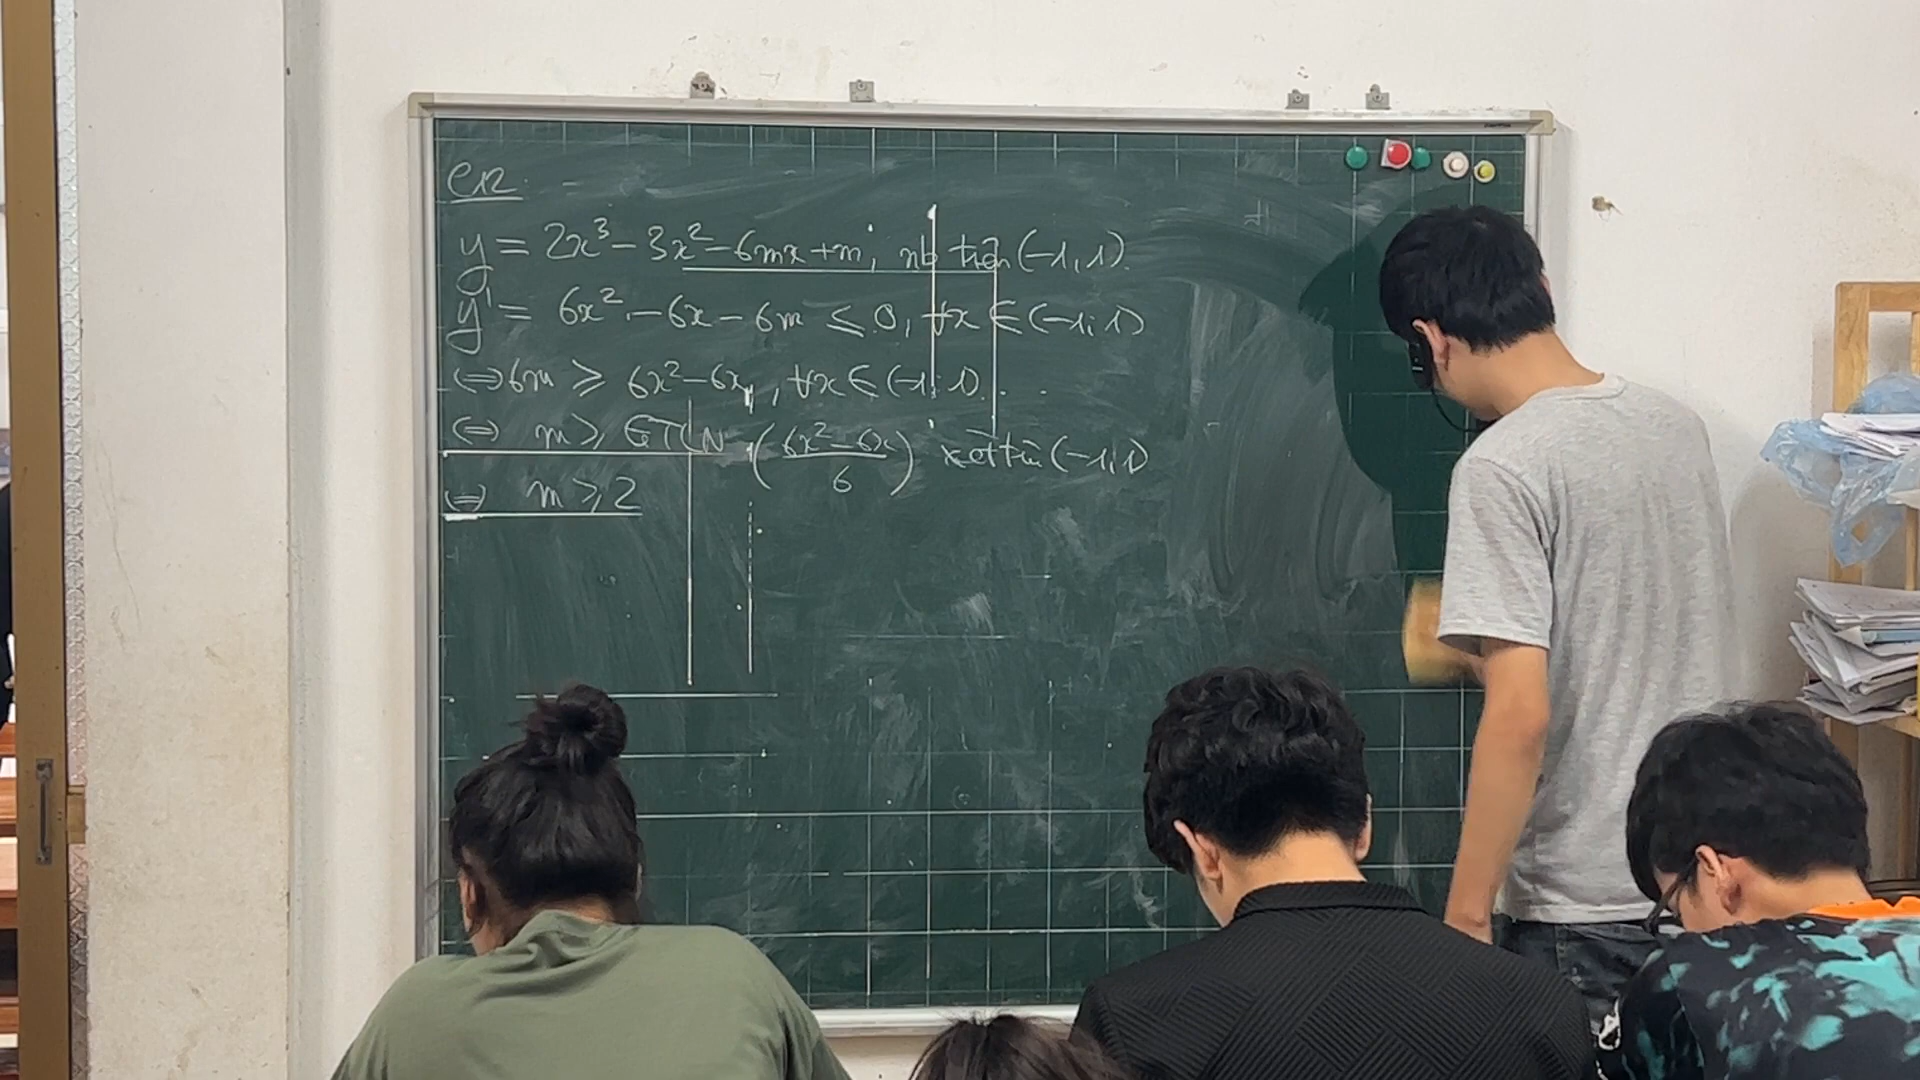 en
y = 2x³ - 3x² - 6mx + m; nb trên (-1, 1).
y' = 6x² - 6x - 6m ≤ 0, ∀x ∈ (-1; 1)
⇔ 6m ≥ 6x² - 6x, ∀x ∈ (-1; 1)
⇔ m ≥ GTLN (6x² - 6x / 6) xét trên (-1, 1)
⇔ m ≥ 2